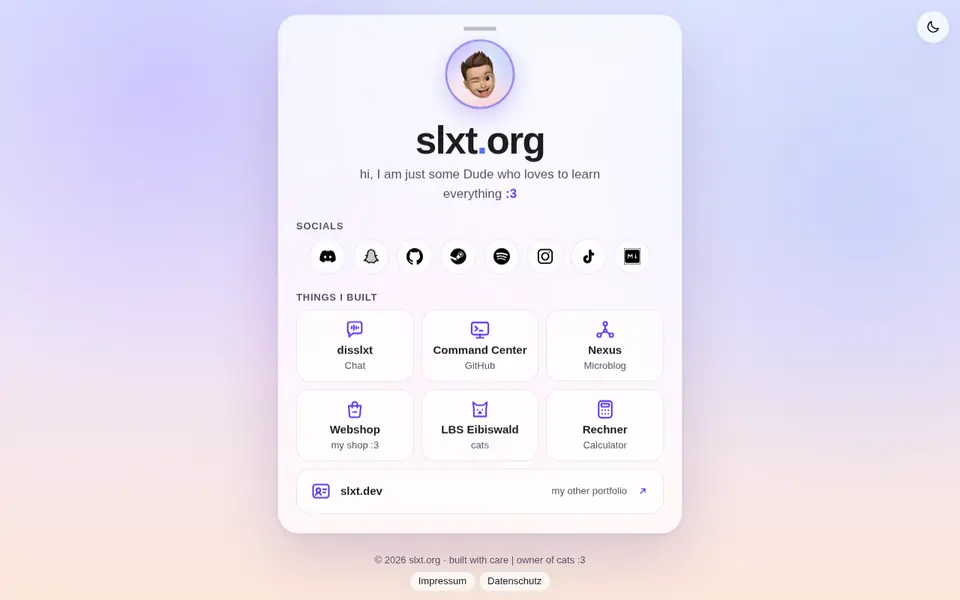 slxt.org
hi, I am just some Dude who loves to learn
everything :3
SOCIALS
THINGS I BUILT
disslxt
Chat
Command Center
GitHub
Nexus
Microblog
Webshop
my shop :3
LBS Eibiswald
cats
Rechner
Calculator
slxt.dev
my other portfolio
© 2026 slxt.org · built with care | owner of cats :3
Impressum
Datenschutz